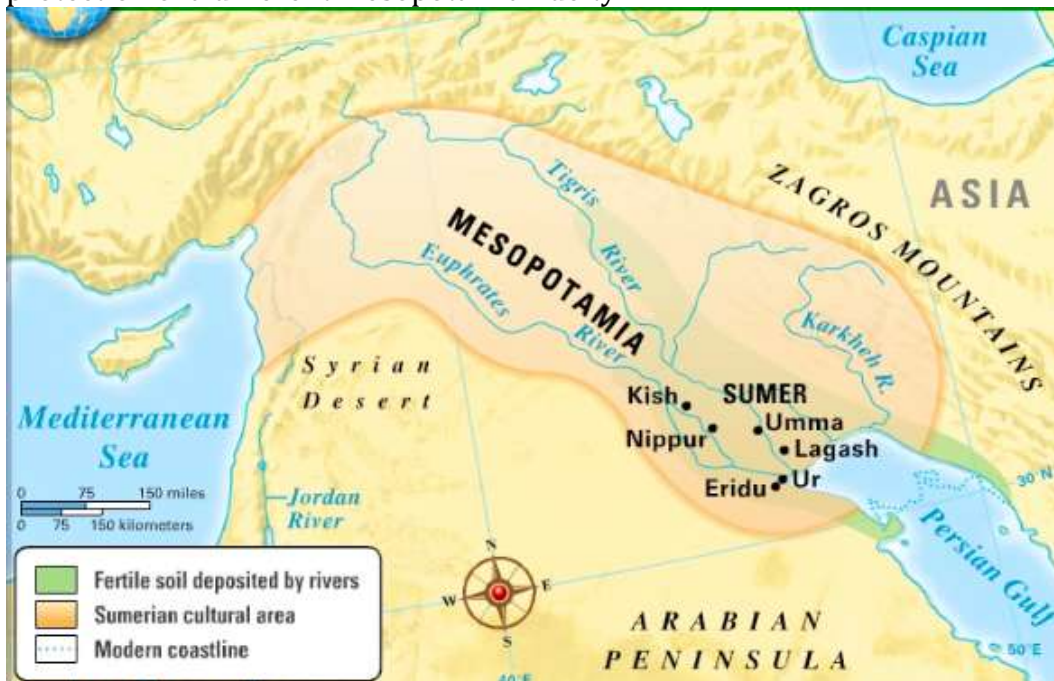 Caspian
Sea
ASIA
ZAGROS MOUNTAINS
Tigris
River
MESOPOTAMIA
Euphrates
River
Karkheh R.
Syrian
Desert
Kish
SUMER
Nippur
Umma
Lagash
Ur
Eridu
Mediterranean
Sea
0 75 150 miles
0 75 150 kilometers
Jordan
River
30°N
Persian Gulf
N
W E
S
Fertile soil deposited by rivers
Sumerian cultural area
Modern coastline
ARABIAN
PENINSULA
40°E
50°E